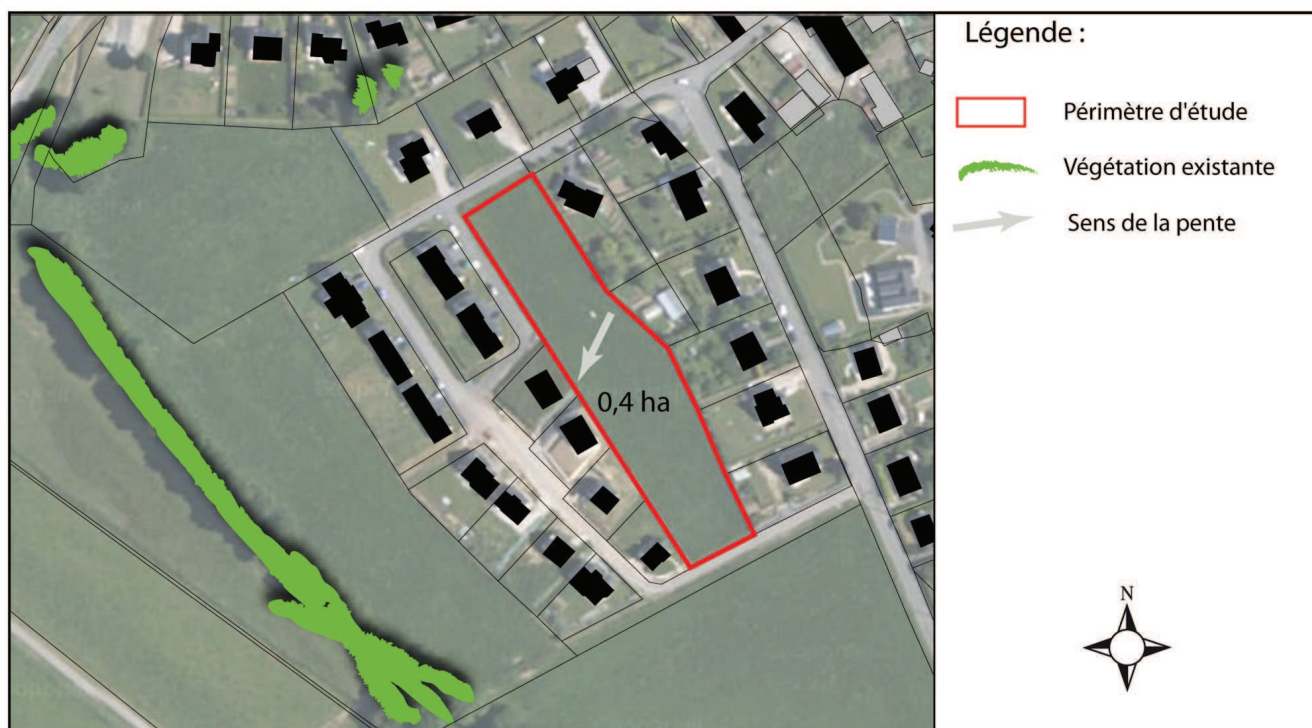 Légende :
Périmètre d'étude
Végétation existante
Sens de la pente
0,4 ha
N